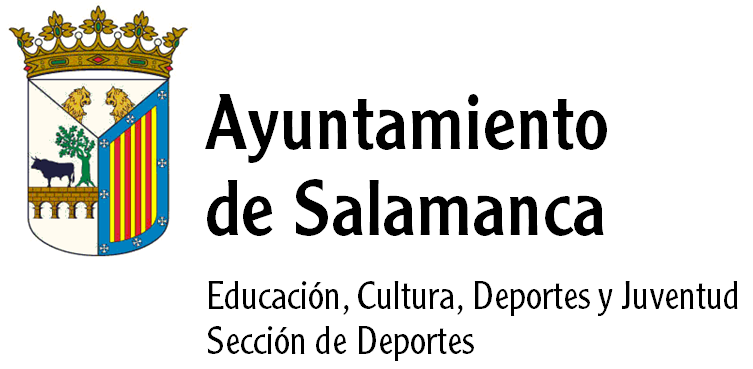 Ayuntamiento
de Salamanca
Educación, Cultura, Deportes y Juventud
Sección de Deportes